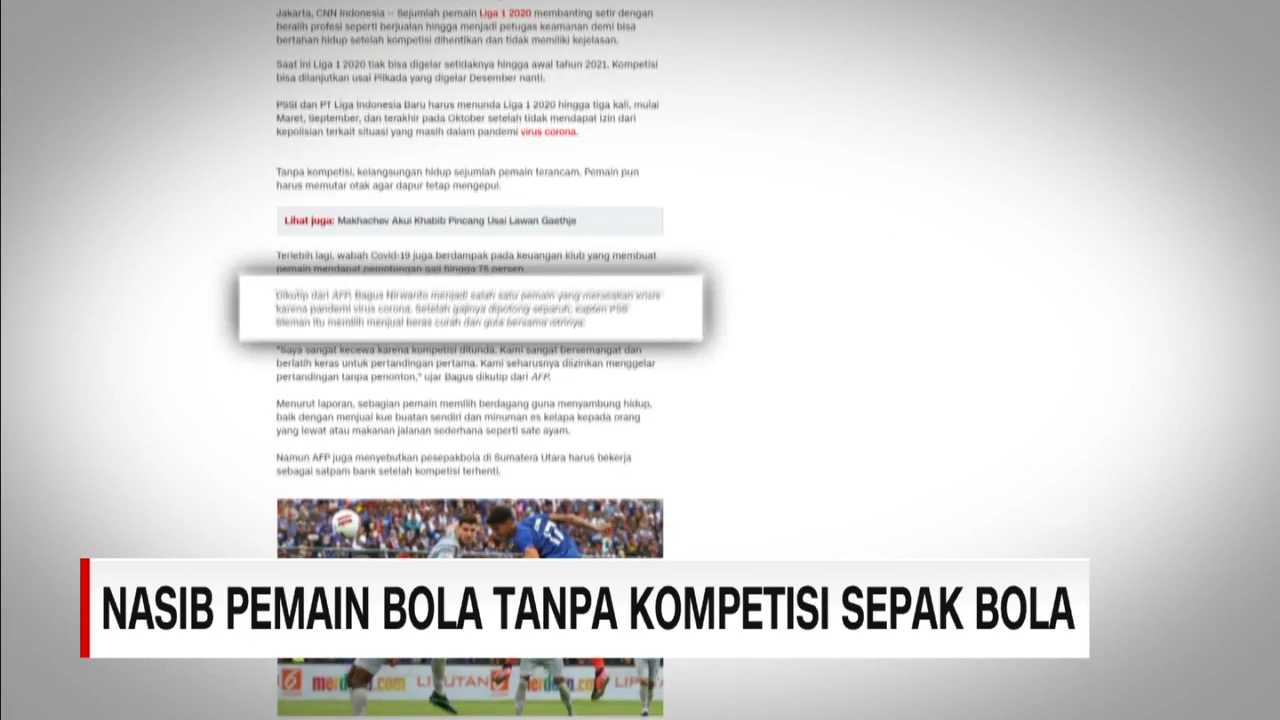 Jakarta, CNN Indonesia -- Sejumlah pemain Liga 1 2020 membanting setir dengan
beralih profesi seperti berjualan hingga menjadi petugas keamanan demi bisa
bertahan hidup setelah kompetisi dihentikan dan tidak memiliki kejelasan.
Saat ini Liga 1 2020 tiak bisa digelar setidaknya hingga awal tahun 2021. Kompetisi
bisa dilanjutkan usai Pilkada yang digelar Desember nanti.
PSSI dan PT Liga Indonesia Baru harus menunda Liga 1 2020 hingga tiga kali, mulai
Maret, September, dan terakhir pada Oktober setelah tidak mendapat izin dari
kepolisian terkait situasi yang masih dalam pandemi virus corona.
Tanpa kompetisi, kelangsungan hidup sejumlah pemain terancam. Pemain pun
harus memutar otak agar dapur tetap mengepul.
Lihat juga: Makhachev Akui Khabib Pincang Usai Lawan Gaethje
Terlebih lagi, wabah Covid-19 juga berdampak pada keuangan klub yang membuat
pemain mendapat pemotongan gaji hingga 75 persen.
Dikutip dari AFP, Bagus Nirwanto menjadi salah satu pemain yang merasakan krisis
karena pandemi virus corona. Setelah gajinya dipotong separuh, kapten PSS
Sleman itu memilih menjual beras curah dan gula bersama istrinya.
"Saya sangat kecewa karena kompetisi ditunda. Kami sangat bersemangat dan
berlatih keras untuk pertandingan pertama. Kami seharusnya diizinkan menggelar
pertandingan tanpa penonton," ujar Bagus dikutip dari AFP.
Menurut laporan, sebagian pemain memilih berdagang guna menyambung hidup,
baik dengan menjual kue buatan sendiri dan minuman es kelapa kepada orang
yang lewat atau makanan jalanan sederhana seperti sate ayam.
Namun AFP juga menyebutkan pesepakbola di Sumatera Utara harus bekerja
sebagai satpam bank setelah kompetisi terhenti.
17
NASIB PEMAIN BOLA TANPA KOMPETISI SEPAK BOLA